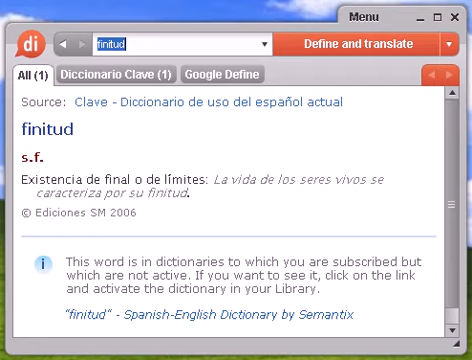 Menu
di
finitud
Define and translate
All (1)
Diccionario Clave (1)
Google Define
Source: Clave - Diccionario de uso del español actual
finitud
s.f.
Existencia de final o de límites: La vida de los seres vivos se
caracteriza por su finitud.
© Ediciones SM 2006
i
This word is in dictionaries to which you are subscribed but
which are not active. If you want to see it, click on the link
and activate the dictionary in your Library.
"finitud" - Spanish-English Dictionary by Semantix